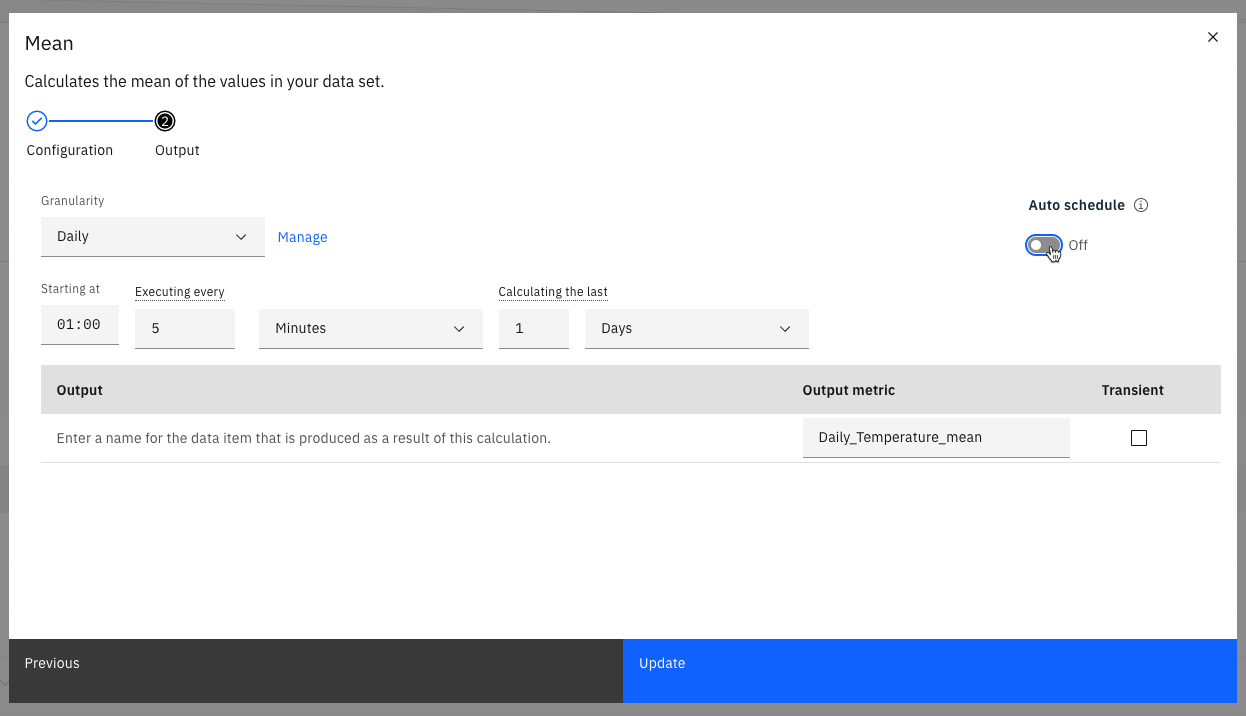 Mean
Calculates the mean of the values in your data set.
2
Configuration
Output
Granularity
Daily
Manage
Auto schedule
Off
Starting at
Executing every
Calculating the last
01:00
5
Minutes
1
Days
Output
Output metric
Transient
Enter a name for the data item that is produced as a result of this calculation.
Daily_Temperature_mean
Previous
Update